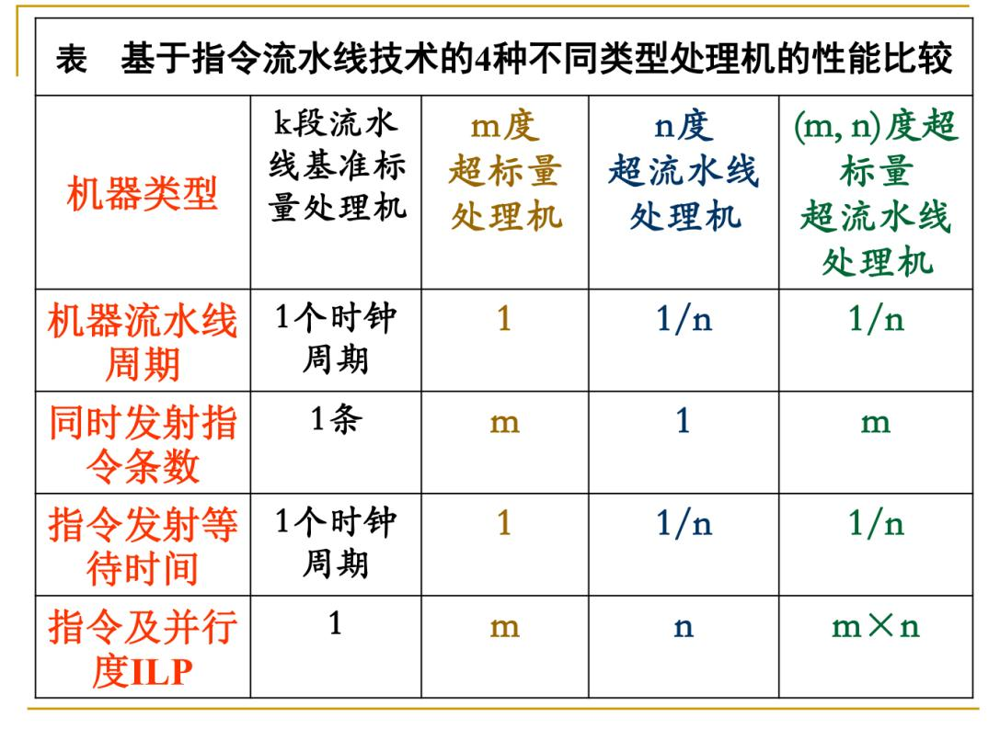 表 基于指令流水线技术的4种不同类型处理机的性能比较
机器类型
k段流水
线基准标
量处理机
m度
超标量
处理机
n度
超流水线
处理机
(m, n)度超
标量
超流水线
处理机
机器流水线
周期
1个时钟
周期
1
1/n
1/n
同时发射指
令条数
1条
m
1
m
指令发射等
待时间
1个时钟
周期
1
1/n
1/n
指令及并行
度ILP
1
m
n
m×n